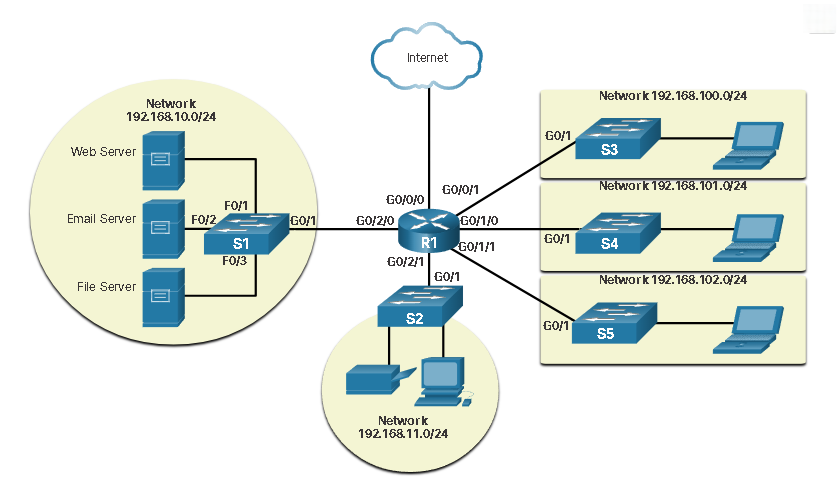 Internet
Network
192.168.10.0/24
Web Server
Email Server
File Server
F0/1
F0/2
F0/3
S1
G0/1
G0/2/0
G0/0/0
G0/0/1
G0/1/0
G0/1/1
R1
G0/2/1
G0/1
S2
Network
192.168.11.0/24
Network 192.168.100.0/24
G0/1
S3
Network 192.168.101.0/24
G0/1
S4
Network 192.168.102.0/24
G0/1
S5